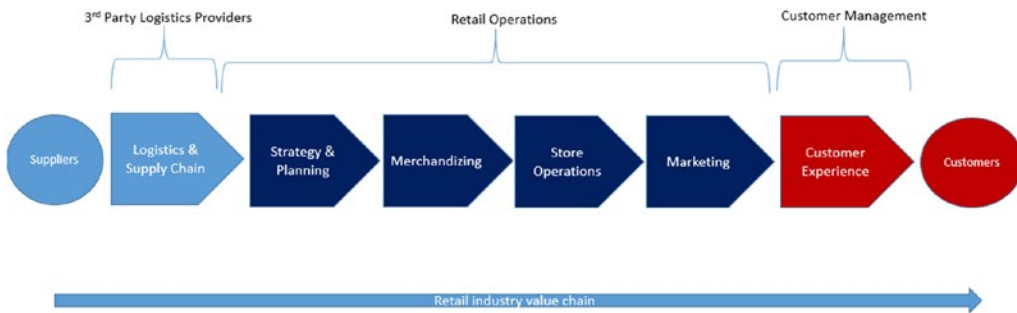 3rd Party Logistics Providers
Retail Operations
Customer Management
Suppliers
Logistics &
Supply Chain
Strategy &
Planning
Merchandizing
Store
Operations
Marketing
Customer
Experience
Customers
Retail industry value chain